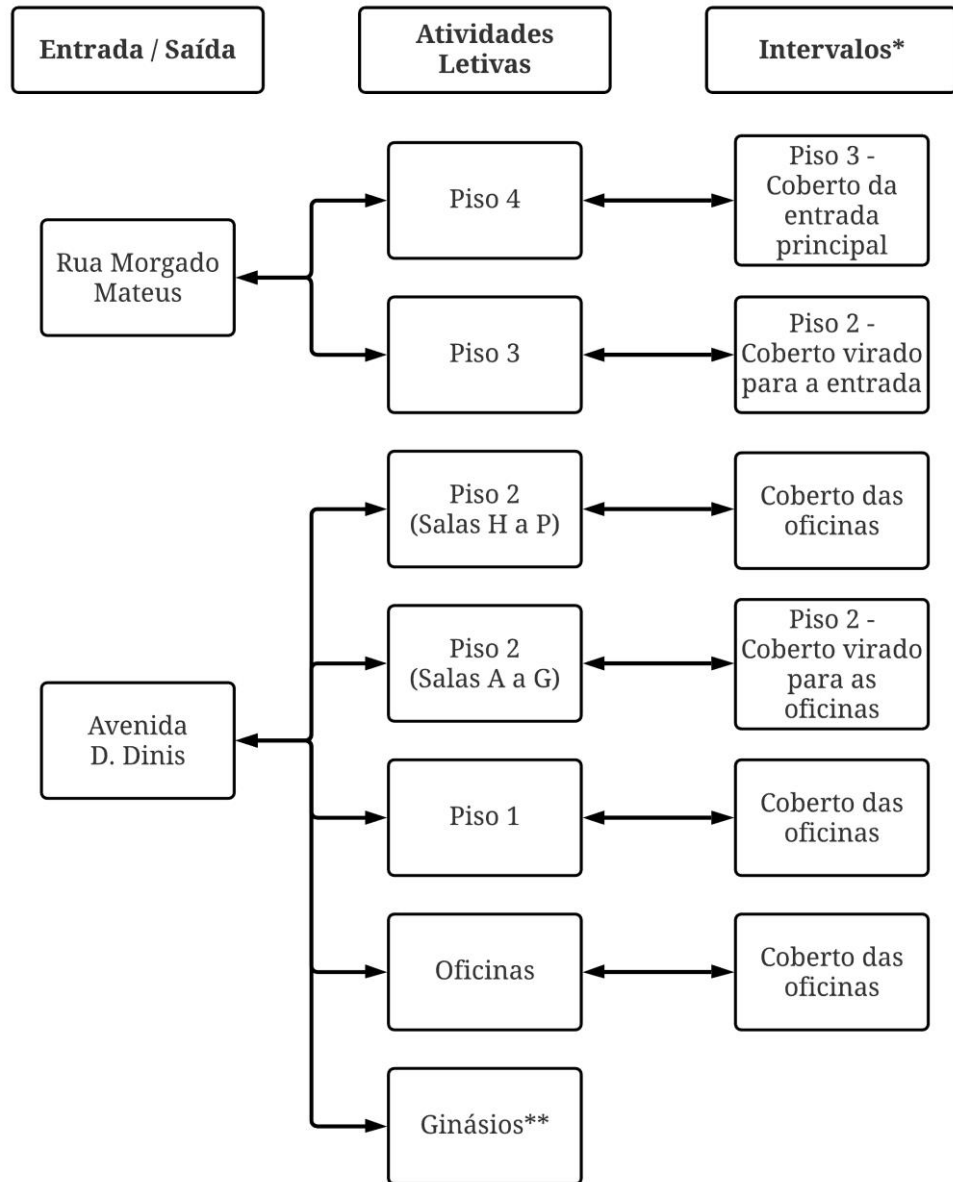 Entrada / Saída
Atividades
Letivas
Intervalos*
Rua Morgado
Mateus
Piso 4
Piso 3 -
Coberto da
entrada
principal
Piso 3
Piso 2 -
Coberto virado
para a entrada
Avenida
D. Dinis
Piso 2
(Salas H a P)
Coberto das
oficinas
Piso 2
(Salas A a G)
Piso 2 -
Coberto virado
para as
oficinas
Piso 1
Coberto das
oficinas
Oficinas
Coberto das
oficinas
Ginásios**